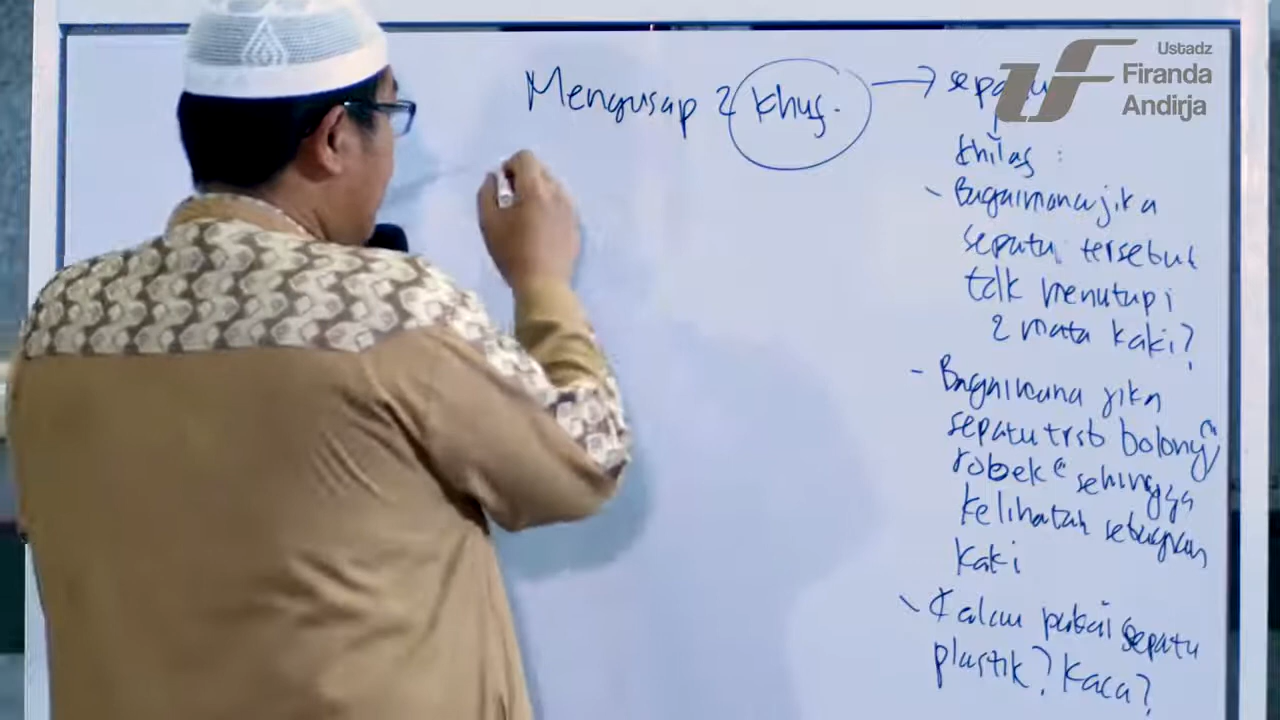 Mengusap 2 khuf. → sepatu
Ustadz
Firanda
Andirja
khilaf :
- Bagaimana jika
sepatu tersebut
tdk menutupi
2 mata kaki?
- Bagaimana jika
sepatu trsb bolong"/
robek" sehingga
kelihatan sebagian
kaki
- Kalau pakai sepatu
plastik? Kaca?